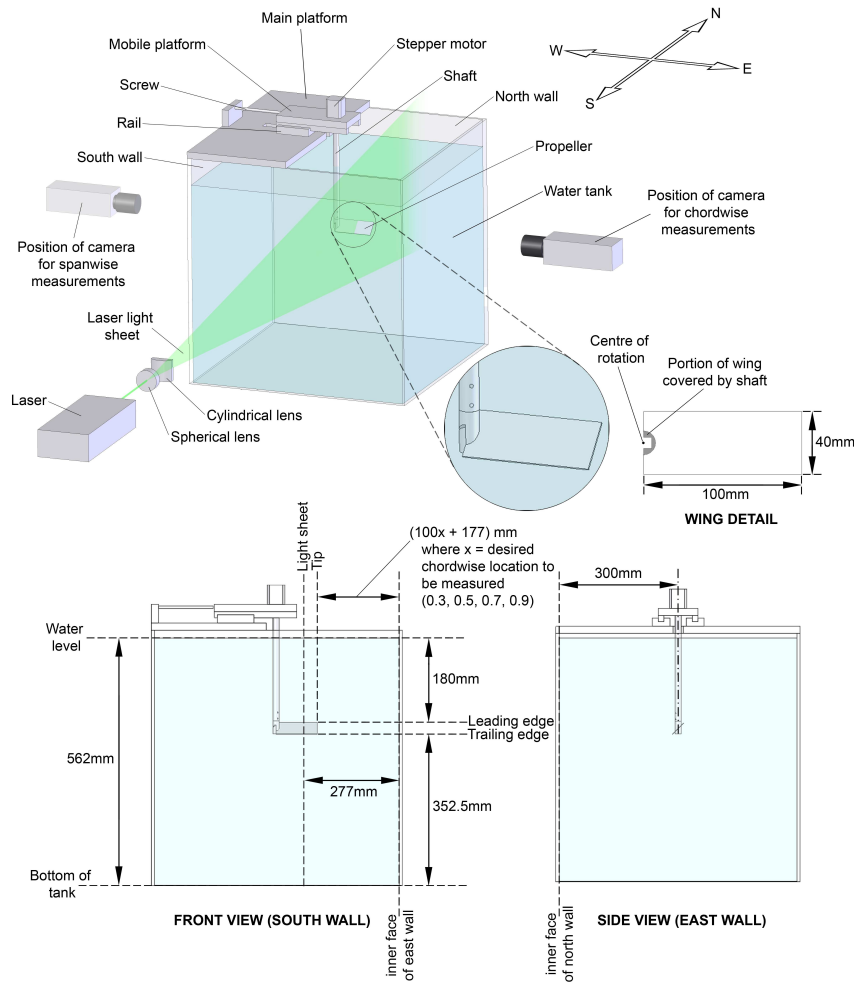 Main platform
Mobile platform
Stepper motor
Screw
Shaft
Rail
North wall
South wall
Propeller
Water tank
N
W
E
S
Position of camera
for spanwise
measurements
Position of camera
for chordwise
measurements
Laser light
sheet
Laser
Cylindrical lens
Spherical lens
Centre of
rotation
Portion of wing
covered by shaft
40mm
100mm
WING DETAIL
Light sheet
Tip
(100x + 177) mm
where x = desired
chordwise location to
be measured
(0.3, 0.5, 0.7, 0.9)
300mm
Water
level
180mm
Leading edge
Trailing edge
562mm
277mm
352.5mm
Bottom of
tank
FRONT VIEW (SOUTH WALL)
inner face
of east wall
inner face
of north wall
SIDE VIEW (EAST WALL)